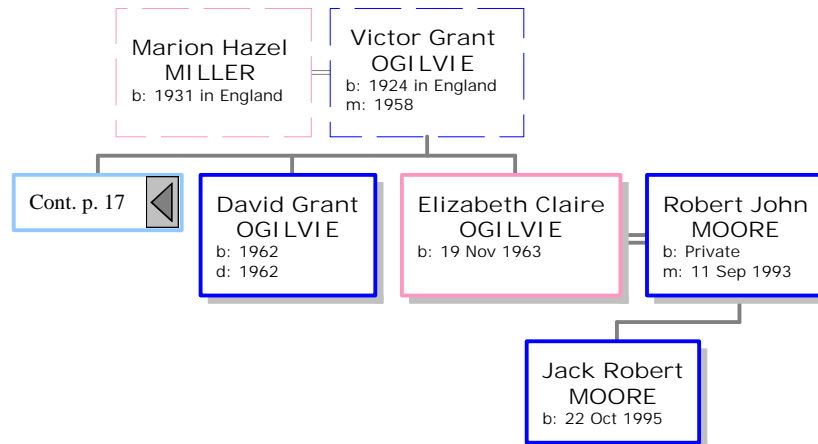 Marion Hazel
MILLER
b: 1931 in England
Victor Grant
OGILVIE
b: 1924 in England
m: 1958
Cont. p. 17
David Grant
OGILVIE
b: 1962
d: 1962
Elizabeth Claire
OGILVIE
b: 19 Nov 1963
Robert John
MOORE
b: Private
m: 11 Sep 1993
Jack Robert
MOORE
b: 22 Oct 1995